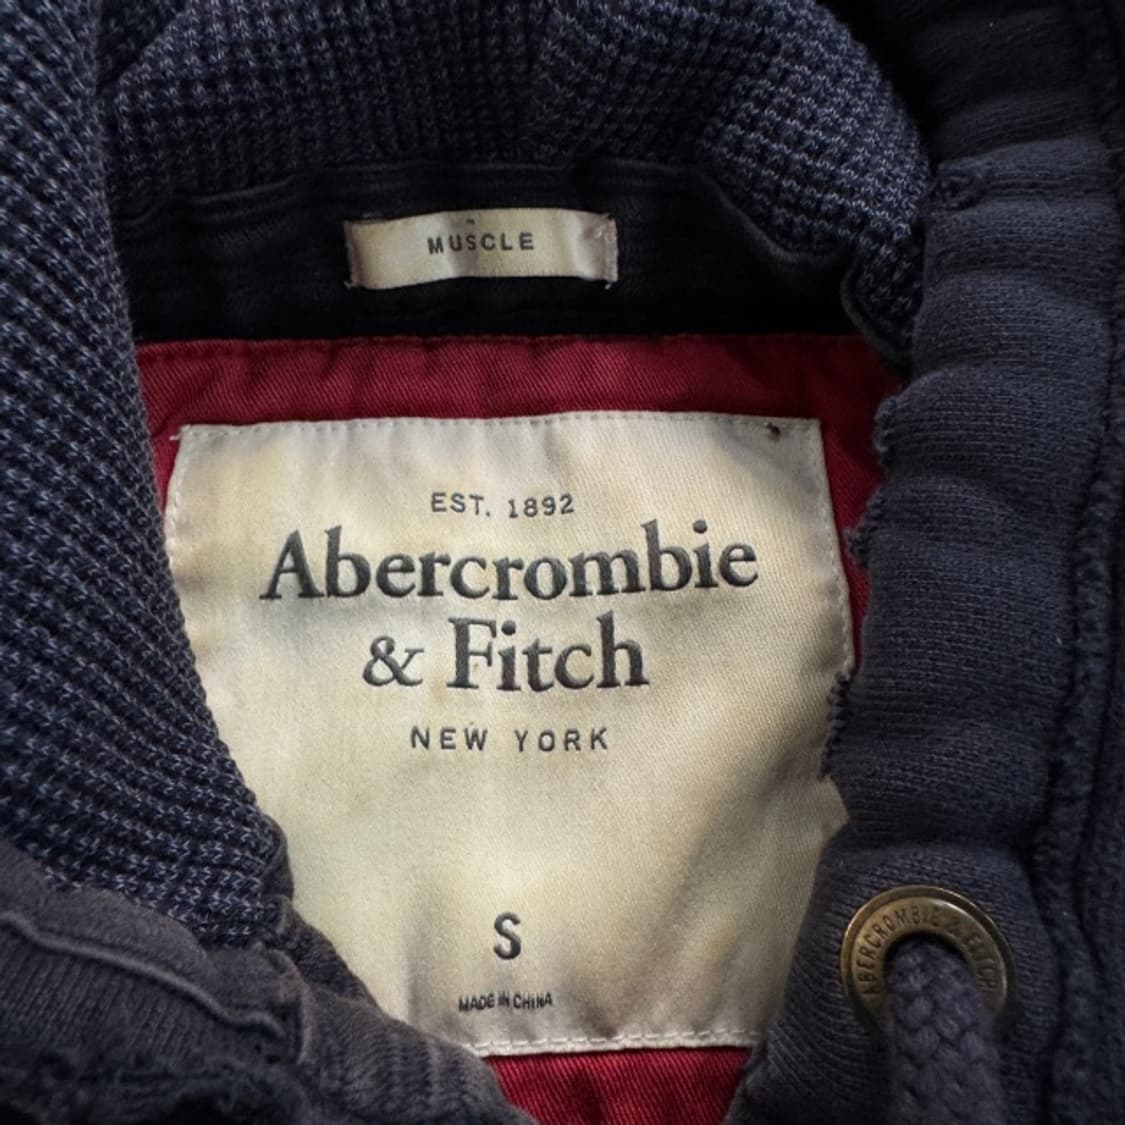 MUSCLE
EST. 1892
Abercrombie
& Fitch
NEW YORK
S
MADE IN CHINA
ABERCROMBIE & FITCH